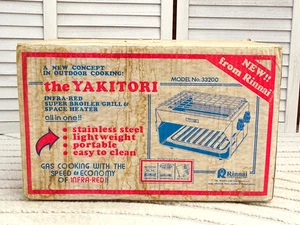 A NEW CONCEPT
IN OUTDOOR COOKING!
the YAKITORI
INFRA-RED
SUPER BROILER/GRILL &
SPACE HEATER
all in one!!
stainless steel
lightweight
portable
easy to clean
GAS COOKING WITH THE
SPEED & ECONOMY
OF INFRA-RED!!
MODEL No. 33200
NEW!!
from Rinnai
Rinnai